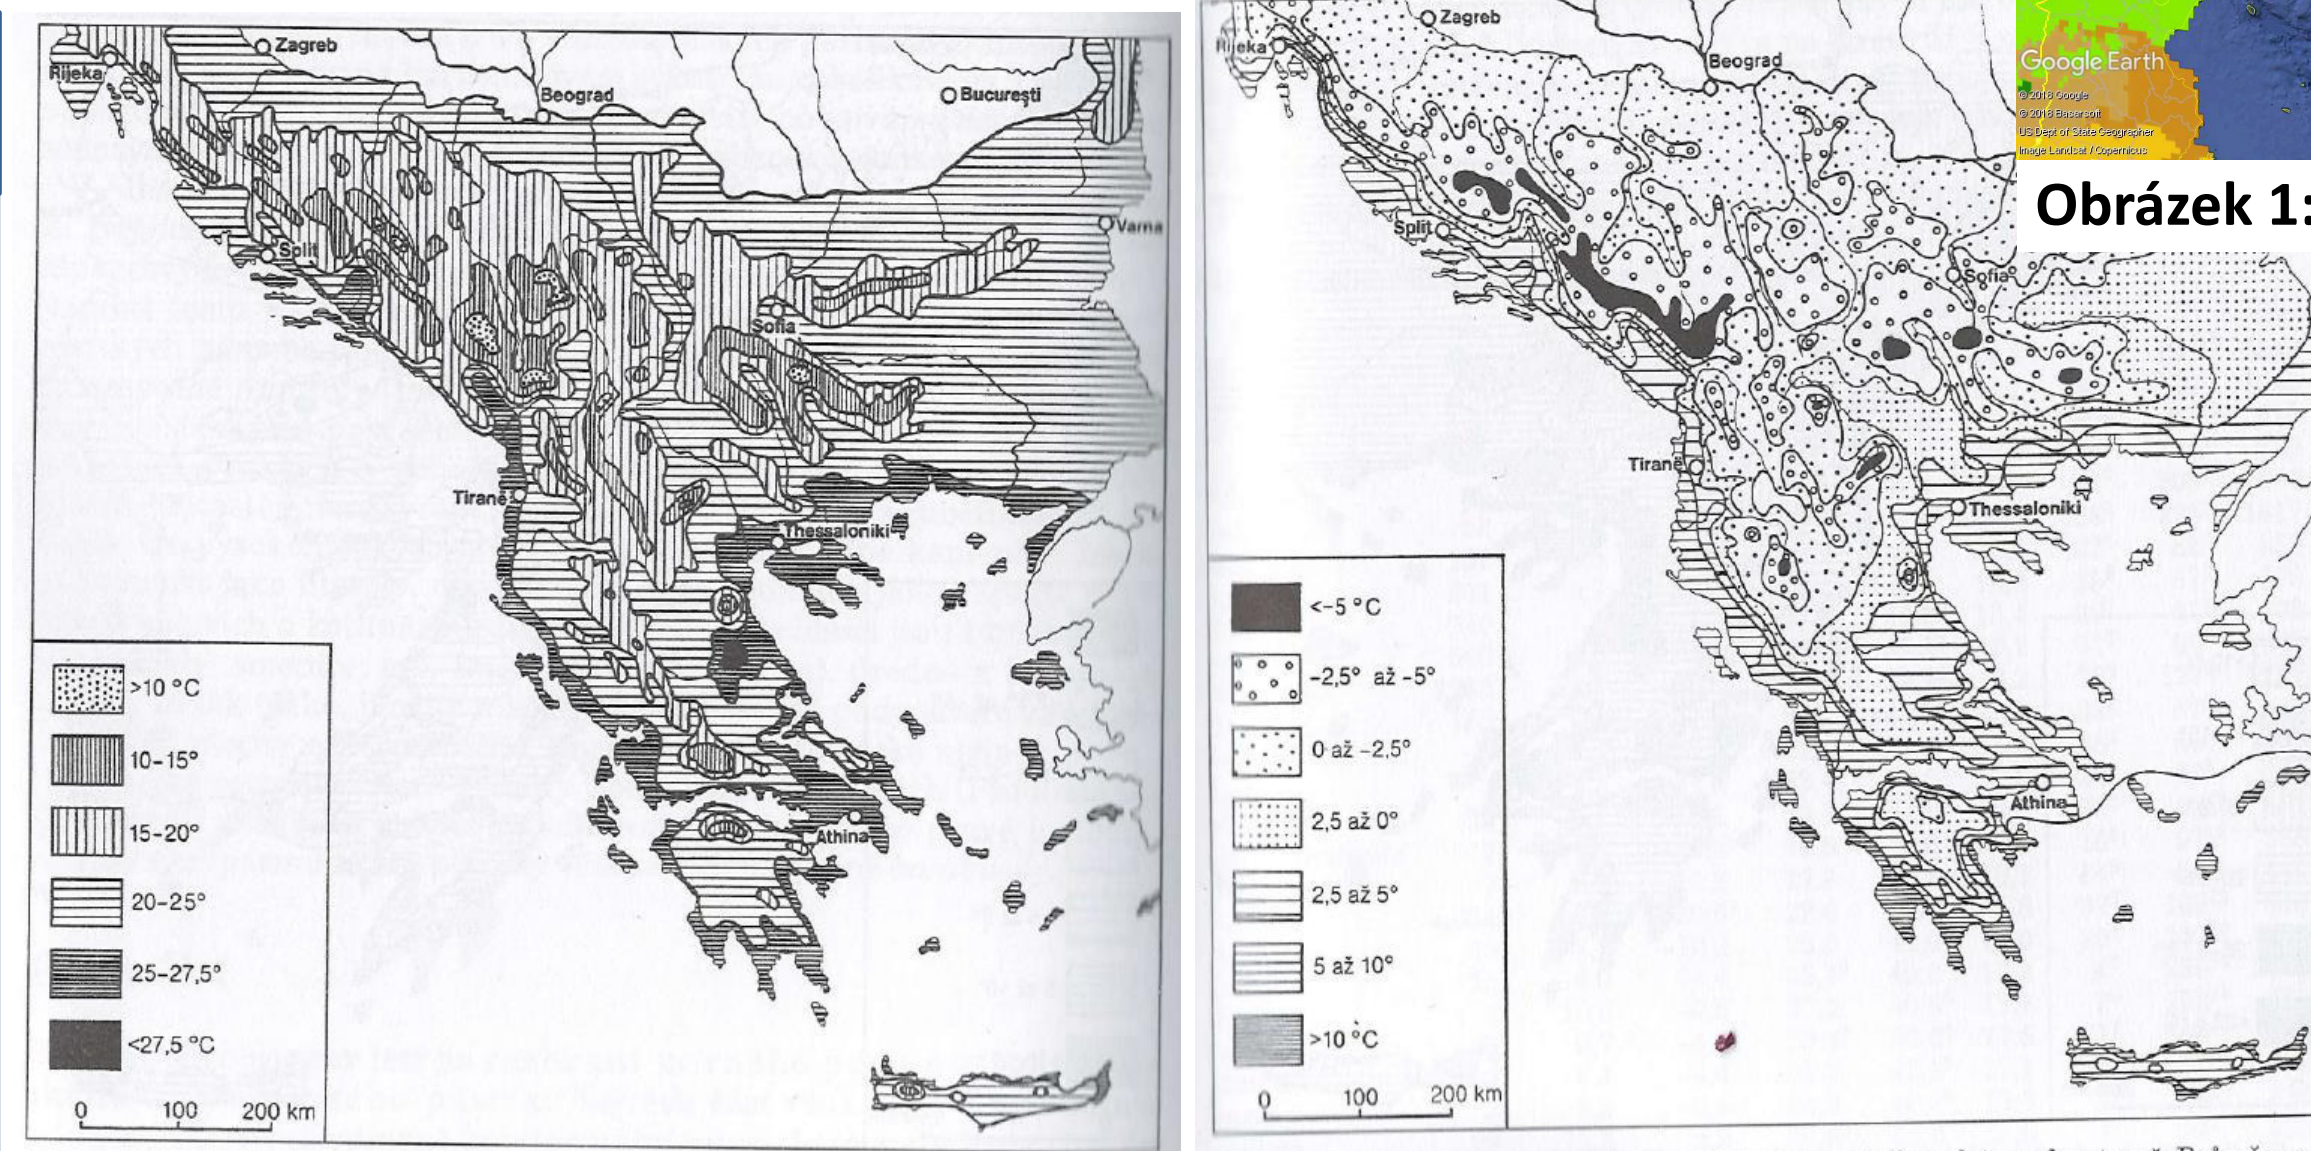 Zagreb
Rijeka
Beograd
Bucureşti
Varna
Split
Sofia
Tiranë
Thessaloniki
Athina
>10 °C
10–15°
15–20°
20–25°
25–27,5°
<27,5 °C
0 100 200 km
Zagreb
Rijeka
Beograd
Split
Sofia
Tiranë
Thessaloniki
Athina
<−5 °C
−2,5° až −5°
0 až −2,5°
2,5 až 0°
2,5 až 5°
5 až 10°
>10 °C
0 100 200 km
Google Earth
© 2018 Google
© 2018 Basarsoft
US Dept of State Geographer
Image Landsat / Copernicus
Obrázek 1: